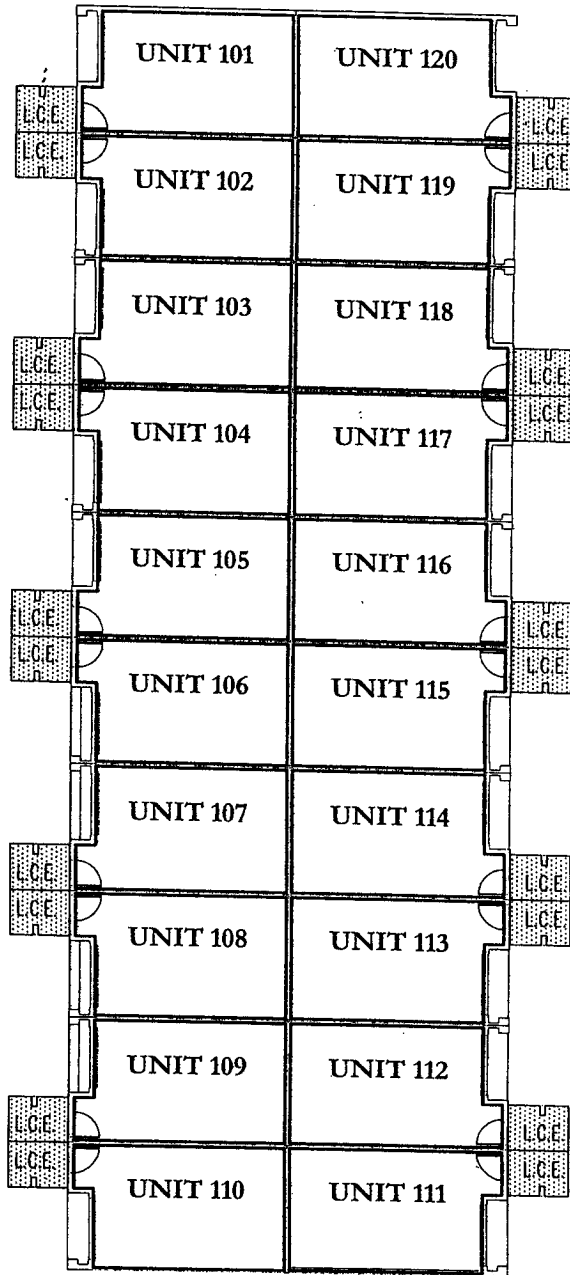 UNIT 101
UNIT 120
L.C.E.
L.C.E.
L.C.E.
L.C.E.
UNIT 102
UNIT 119
UNIT 103
UNIT 118
L.C.E.
L.C.E.
L.C.E.
L.C.E.
UNIT 104
UNIT 117
UNIT 105
UNIT 116
L.C.E.
L.C.E.
L.C.E.
L.C.E.
UNIT 106
UNIT 115
UNIT 107
UNIT 114
L.C.E.
L.C.E.
L.C.E.
L.C.E.
UNIT 108
UNIT 113
UNIT 109
UNIT 112
L.C.E.
L.C.E.
L.C.E.
L.C.E.
UNIT 110
UNIT 111